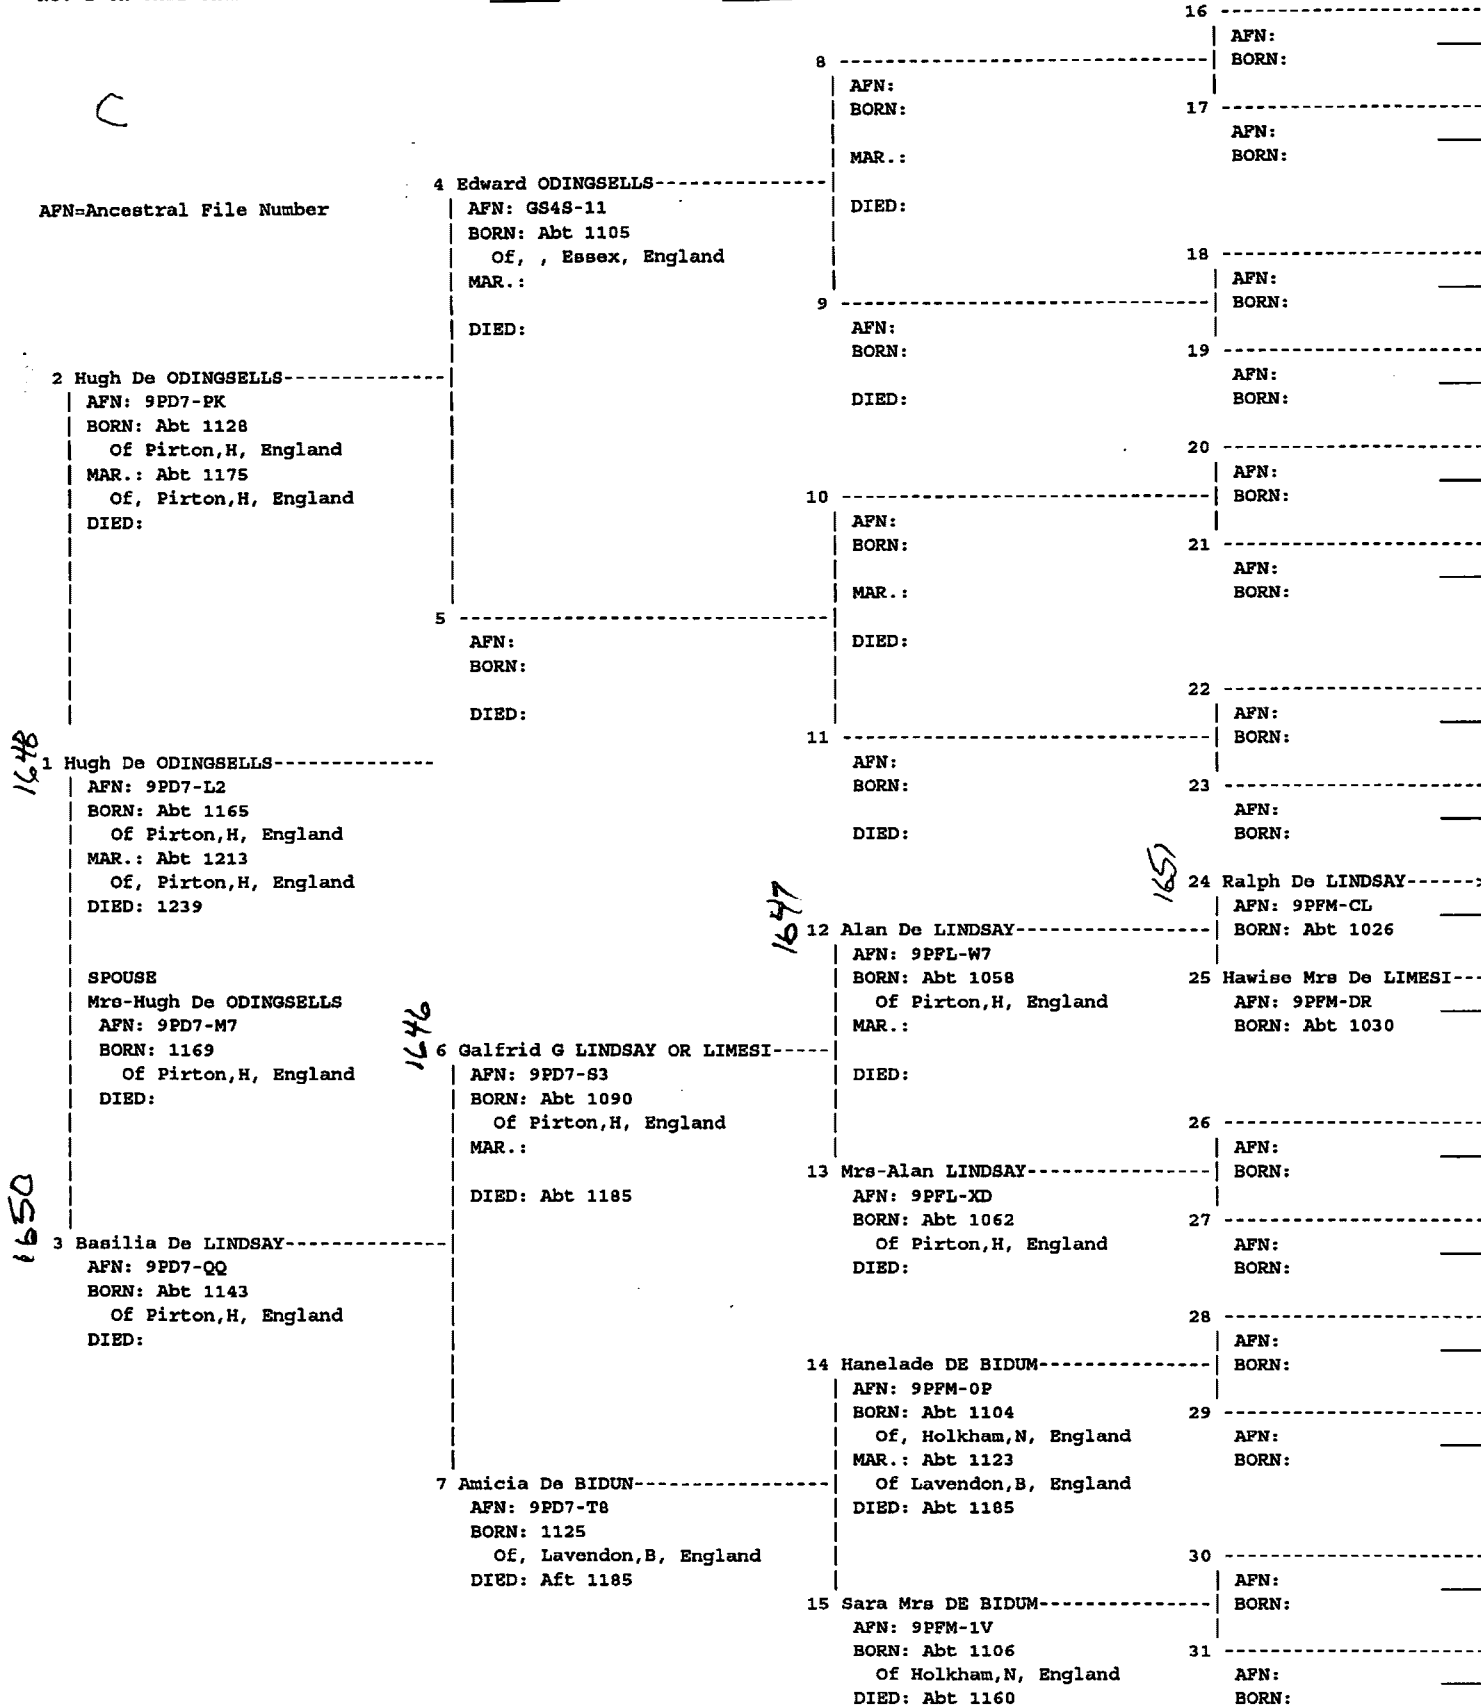 C
AFN=Ancestral File Number
1648
1 Hugh De ODINGSELLS
AFN: 9PD7-L2
BORN: Abt 1165
Of Pirton,H, England
MAR.: Abt 1213
Of, Pirton,H, England
DIED: 1239
SPOUSE
Mrs-Hugh De ODINGSELLS
AFN: 9PD7-M7
BORN: 1169
Of Pirton,H, England
DIED:
2 Hugh De ODINGSELLS
AFN: 9PD7-PK
BORN: Abt 1128
Of Pirton,H, England
MAR.: Abt 1175
Of, Pirton,H, England
DIED:
1650
3 Basilia De LINDSAY
AFN: 9PD7-QQ
BORN: Abt 1143
Of Pirton,H, England
DIED:
4 Edward ODINGSELLS
AFN: GS4S-11
BORN: Abt 1105
Of, , Essex, England
MAR.:
DIED:
5
AFN:
BORN:
DIED:
1646
6 Galfrid G LINDSAY OR LIMESI
AFN: 9PD7-S3
BORN: Abt 1090
Of Pirton,H, England
MAR.:
DIED: Abt 1185
7 Amicia De BIDUN
AFN: 9PD7-T8
BORN: 1125
Of, Lavendon,B, England
DIED: Aft 1185
8
AFN:
BORN:
MAR.:
DIED:
9
AFN:
BORN:
DIED:
10
AFN:
BORN:
MAR.:
DIED:
11
AFN:
BORN:
DIED:
1647
12 Alan De LINDSAY
AFN: 9PFL-W7
BORN: Abt 1058
Of Pirton,H, England
MAR.:
DIED:
13 Mrs-Alan LINDSAY
AFN: 9PFL-XD
BORN: Abt 1062
Of Pirton,H, England
DIED:
14 Hanelade DE BIDUM
AFN: 9PFM-0P
BORN: Abt 1104
Of, Holkham,N, England
MAR.: Abt 1123
Of Lavendon,B, England
DIED: Abt 1185
15 Sara Mrs DE BIDUM
AFN: 9PFM-1V
BORN: Abt 1106
Of Holkham,N, England
DIED: Abt 1160
16
AFN:
BORN:
17
AFN:
BORN:
18
AFN:
BORN:
19
AFN:
BORN:
20
AFN:
BORN:
21
AFN:
BORN:
22
AFN:
BORN:
23
AFN:
BORN:
1651
24 Ralph De LINDSAY
AFN: 9PFM-CL
BORN: Abt 1026
25 Hawise Mrs De LIMESI
AFN: 9PFM-DR
BORN: Abt 1030
26
AFN:
BORN:
27
AFN:
BORN:
28
AFN:
BORN:
29
AFN:
BORN:
30
AFN:
BORN:
31
AFN:
BORN: